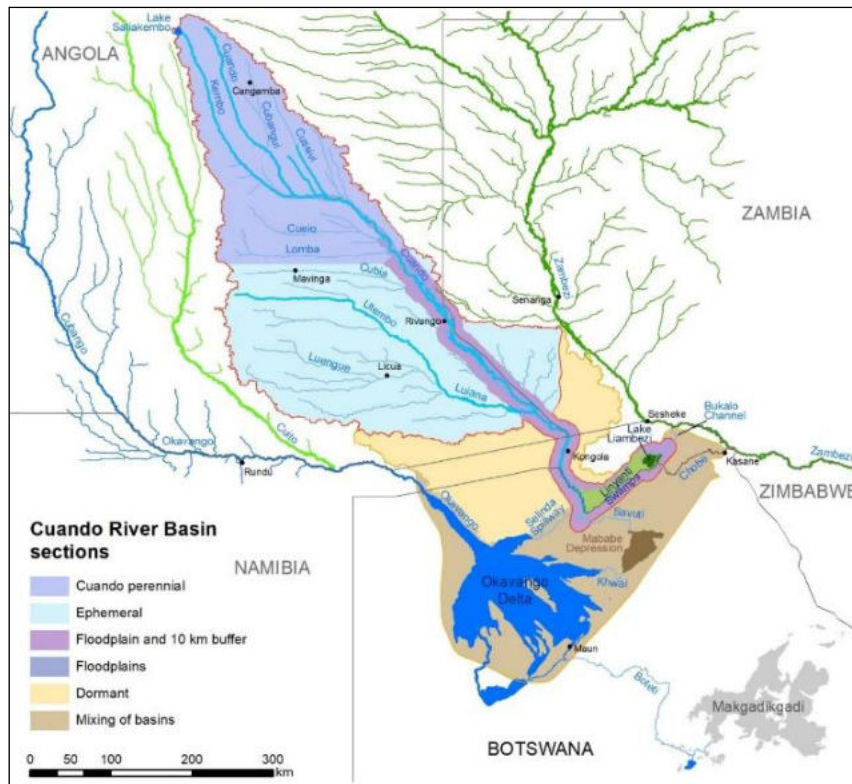 Lake
Saliakembo
ANGOLA
Cuando
Cangamba
Kembo
Cubangui
Cussivi
ZAMBIA
Cueio
Lomba
Cuando
Mavinga
Cubia
Zambezi
Senanga
Utembo
Rivungo
Cubango
Luengue
Licua
Luiana
Sesheke
Bukalo
Channel
Lake
Liambezi
Cuito
Okavango
Kongola
Zambezi
Rundu
Linyanti
Swamps
Chobe
Kasane
ZIMBABWE
Okavango
Selinda
Spillway
Savuti
Mababe
Depression
NAMIBIA
Khwai
Okavango
Delta
Maun
Boteti
Makgadikgadi
BOTSWANA
Cuando River Basin
sections
Cuando perennial
Ephemeral
Floodplain and 10 km buffer
Floodplains
Dormant
Mixing of basins
0 50 100 200 300
km